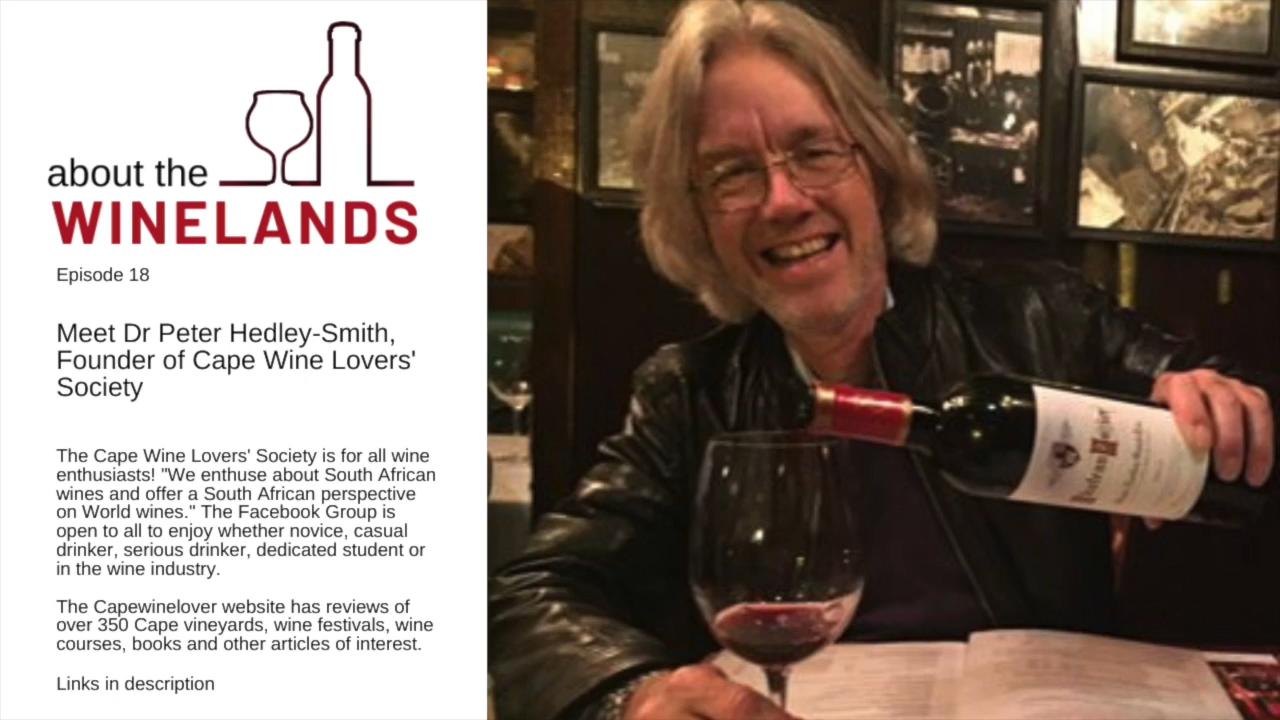 about the
WINELANDS
Episode 18
Meet Dr Peter Hedley-Smith,
Founder of Cape Wine Lovers'
Society
The Cape Wine Lovers' Society is for all wine
enthusiasts! "We enthuse about South African
wines and offer a South African perspective
on World wines." The Facebook Group is
open to all to enjoy whether novice, casual
drinker, serious drinker, dedicated student or
in the wine industry.
The Capewinelover website has reviews of
over 350 Cape vineyards, wine festivals, wine
courses, books and other articles of interest.
Links in description